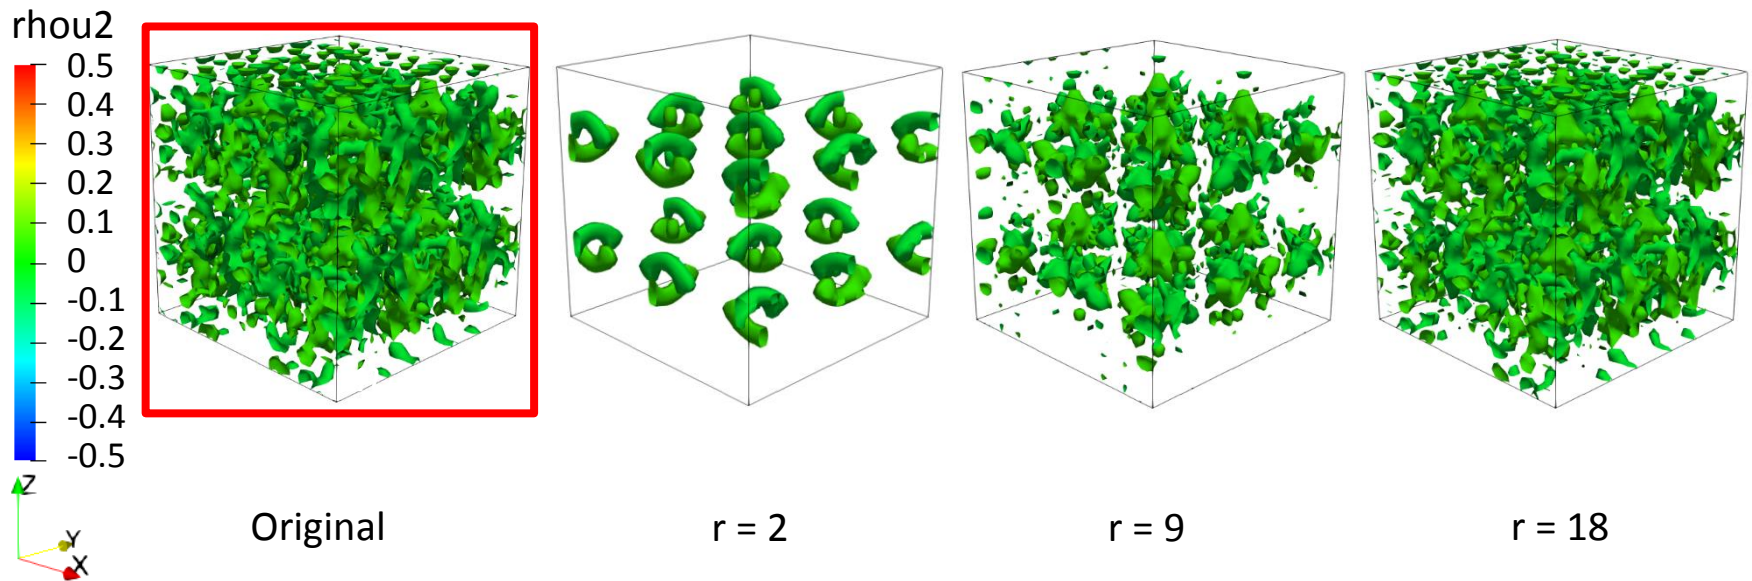 rhou2
0.5
0.4
0.3
0.2
0.1
0
-0.1
-0.2
-0.3
-0.4
-0.5
Z
Y
X
Original
r = 2
r = 9
r = 18